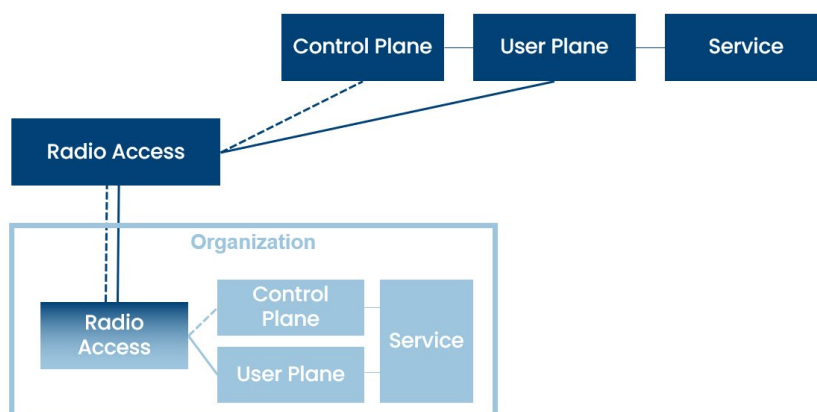 Control Plane
User Plane
Service
Radio Access
Organization
Radio
Access
Control
Plane
User Plane
Service